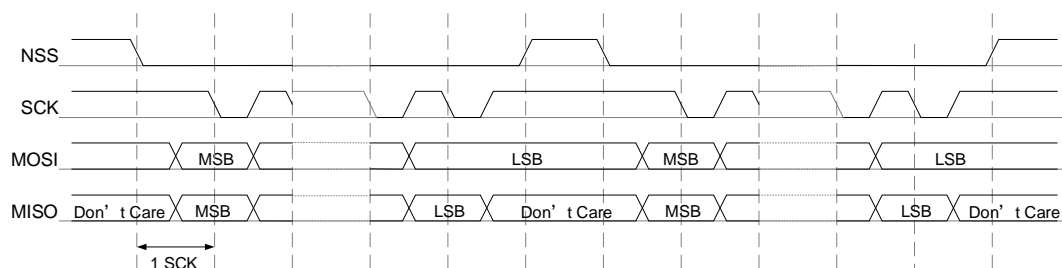 NSS
SCK
MOSI MSB LSB MSB LSB
MISO Don’t Care MSB LSB Don’t Care MSB LSB Don’t Care
1 SCK